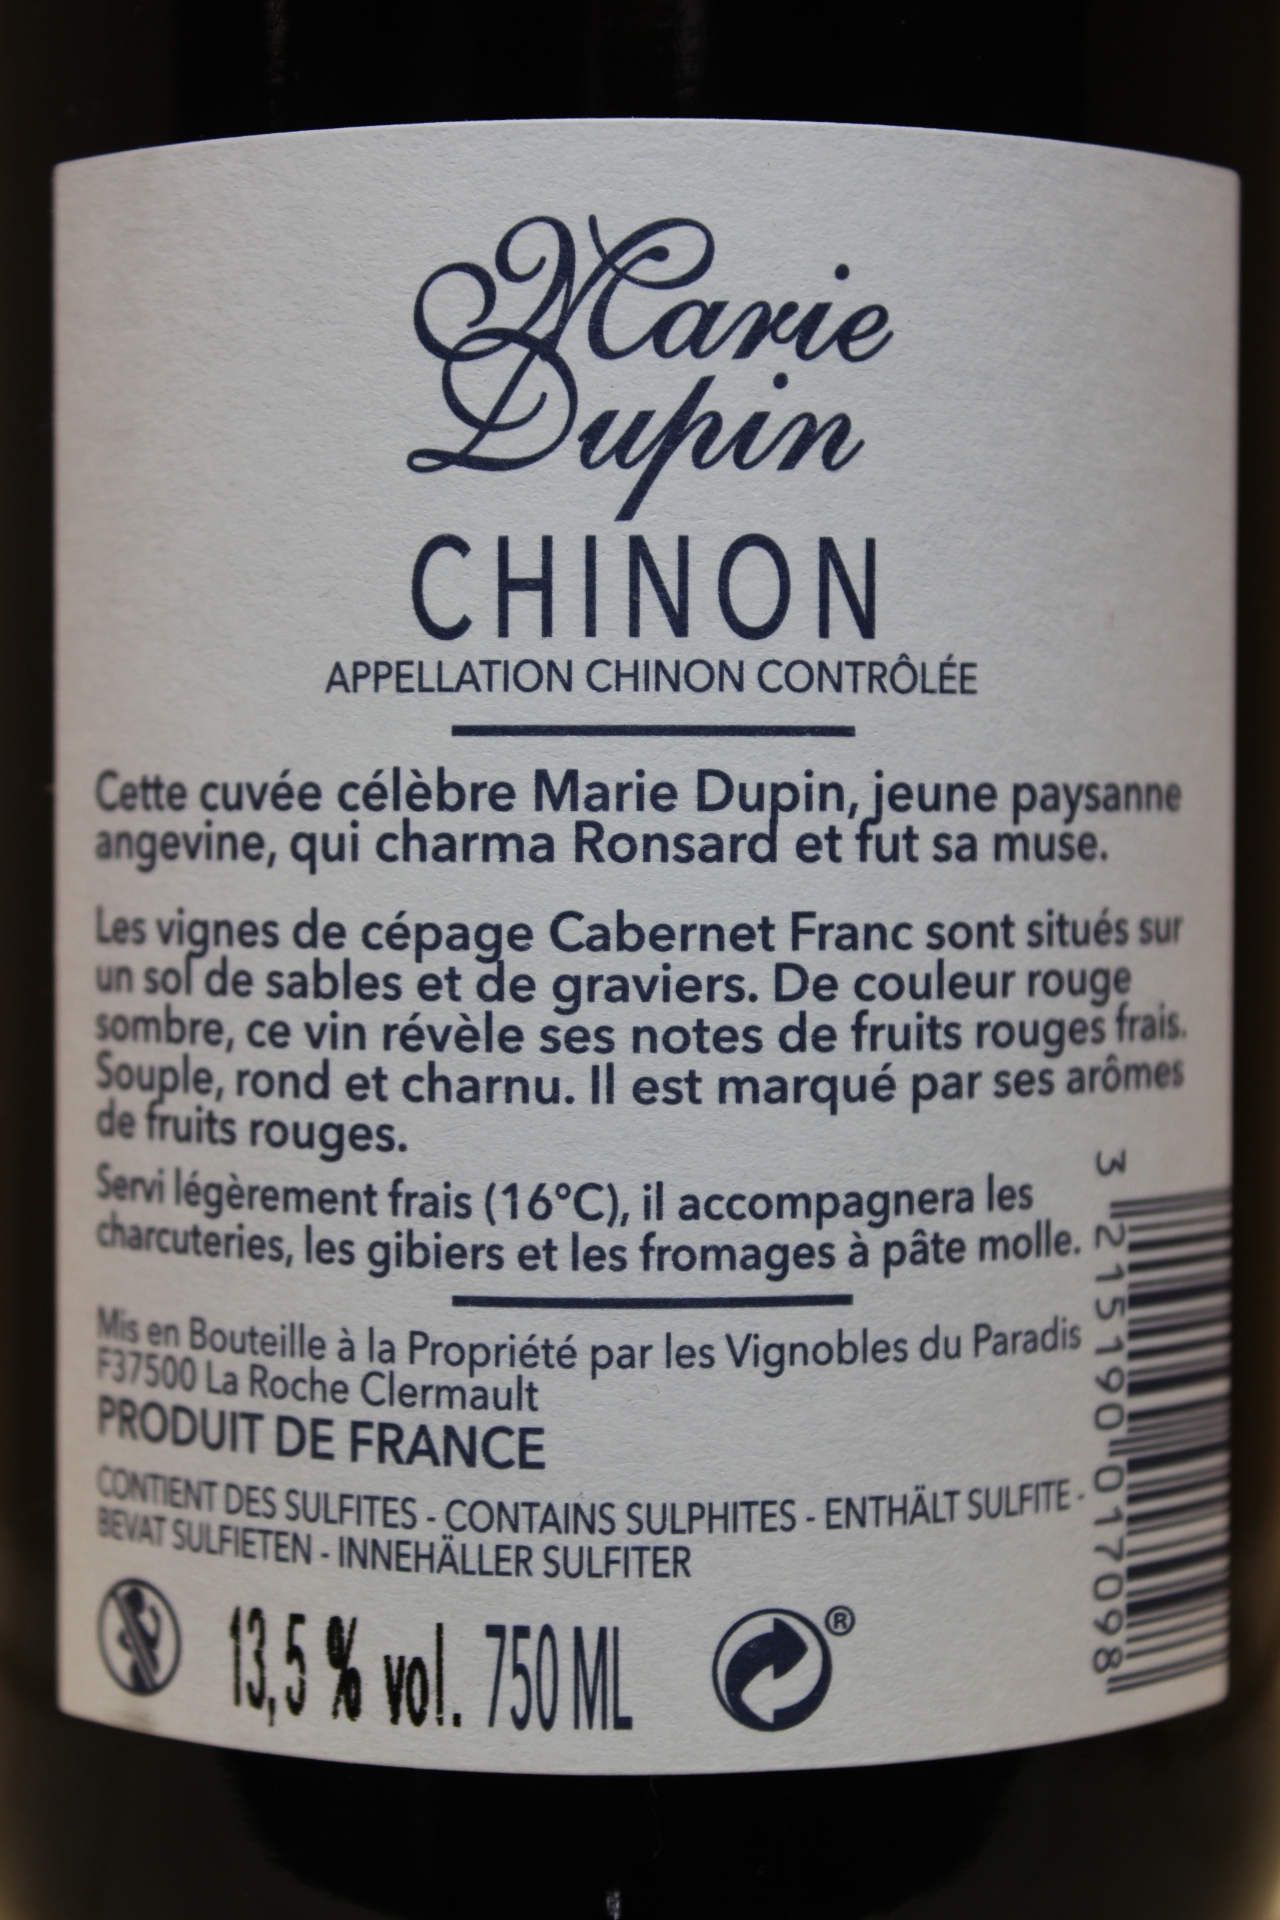 Marie
Dupin
CHINON
APPELLATION CHINON CONTRÔLÉE
Cette cuvée célèbre Marie Dupin, jeune paysanne
angevine, qui charma Ronsard et fut sa muse.
Les vignes de cépage Cabernet Franc sont situés sur
un sol de sables et de graviers. De couleur rouge
sombre, ce vin révèle ses notes de fruits rouges frais.
Souple, rond et charnu. Il est marqué par ses arômes
de fruits rouges.
Servi légèrement frais (16°C), il accompagnera les
charcuteries, les gibiers et les fromages à pâte molle.
Mis en Bouteille à la Propriété par les Vignobles du Paradis
F37500 La Roche Clermault
PRODUIT DE FRANCE
CONTIENT DES SULFITES - CONTAINS SULPHITES - ENTHÄLT SULFITE -
BEVAT SULFIETEN - INNEHÄLLER SULFITER
13,5 % vol. 750 ML
®
3 215190 017098